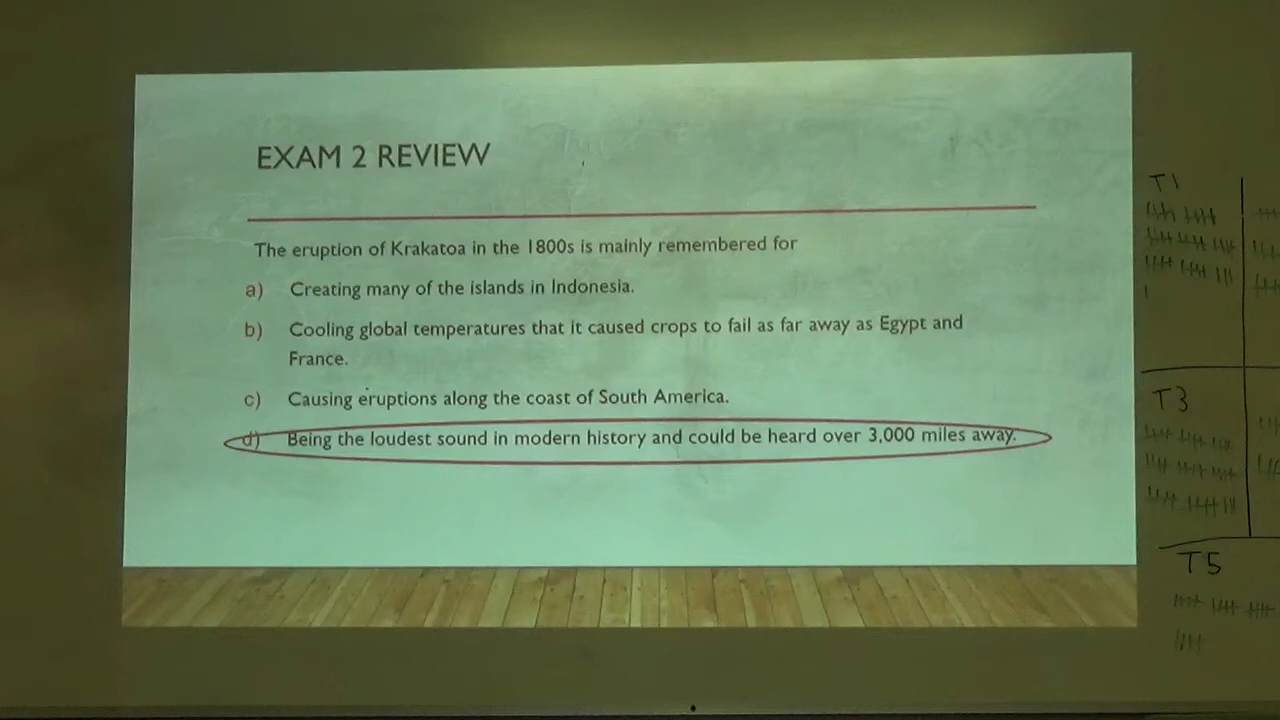 EXAM 2 REVIEW
The eruption of Krakatoa in the 1800s is mainly remembered for
a) Creating many of the islands in Indonesia.
b) Cooling global temperatures that it caused crops to fail as far away as Egypt and
France.
c) Causing eruptions along the coast of South America.
d) Being the loudest sound in modern history and could be heard over 3,000 miles away.
T1
T3
T5